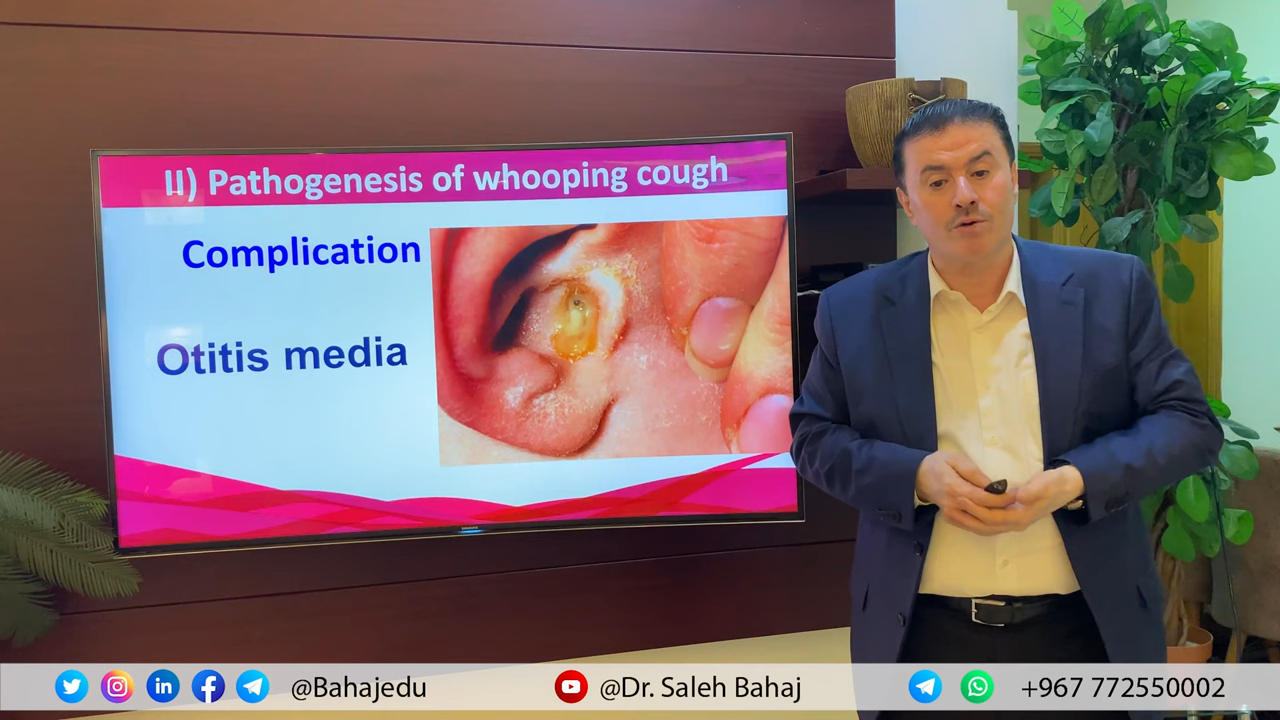 II) Pathogenesis of whooping cough
Complication
Otitis media
@Bahajedu
@Dr. Saleh Bahaj
+967 772550002